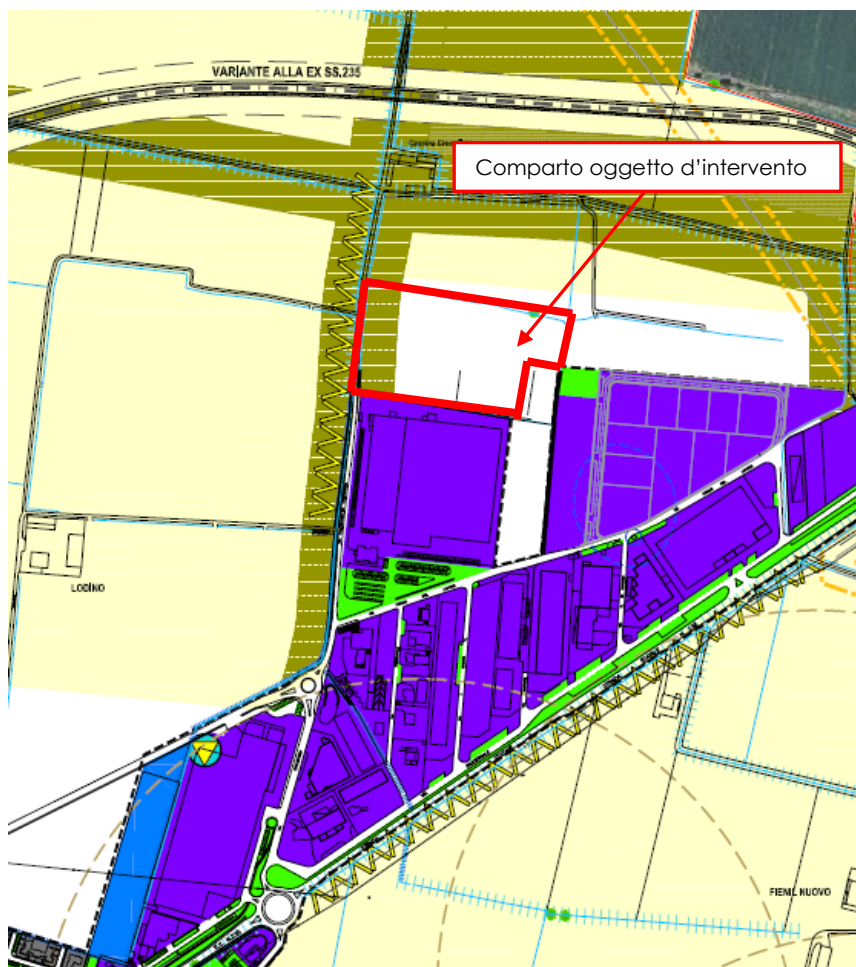 VARIANTE ALLA EX SS.235
Comparto oggetto d'intervento
LODINO
FIENIL NUOVO